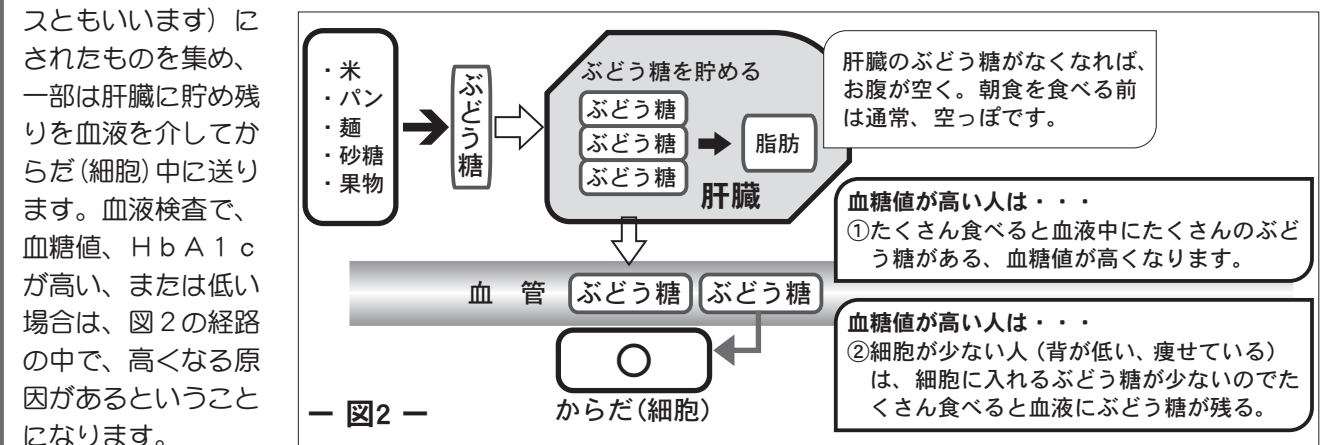 スともいいます）に
されたものを集め、
一部は肝臓に貯め残
りを血液を介してか
らだ（細胞）中に送り
ます。血液検査で、
血糖値、ＨｂＡ１ｃ
が高い、または低い
場合は、図２の経路
の中で、高くなる原
因があるということ
になります。
・米
・パン
・麺
・砂糖
・果物
ぶどう糖
ぶどう糖を貯める
ぶどう糖
ぶどう糖
ぶどう糖
脂肪
肝臓
肝臓のぶどう糖がなくなれば、
お腹が空く。朝食を食べる前
は通常、空っぽです。
血糖値が高い人は・・・
①たくさん食べると血液中にたくさんのぶど
う糖がある、血糖値が高くなります。
血　管
ぶどう糖
ぶどう糖
血糖値が高い人は・・・
②細胞が少ない人（背が低い、痩せている）
は、細胞に入れるぶどう糖が少ないのでた
くさん食べると血液にぶどう糖が残る。
からだ（細胞）
ー 図2 ー